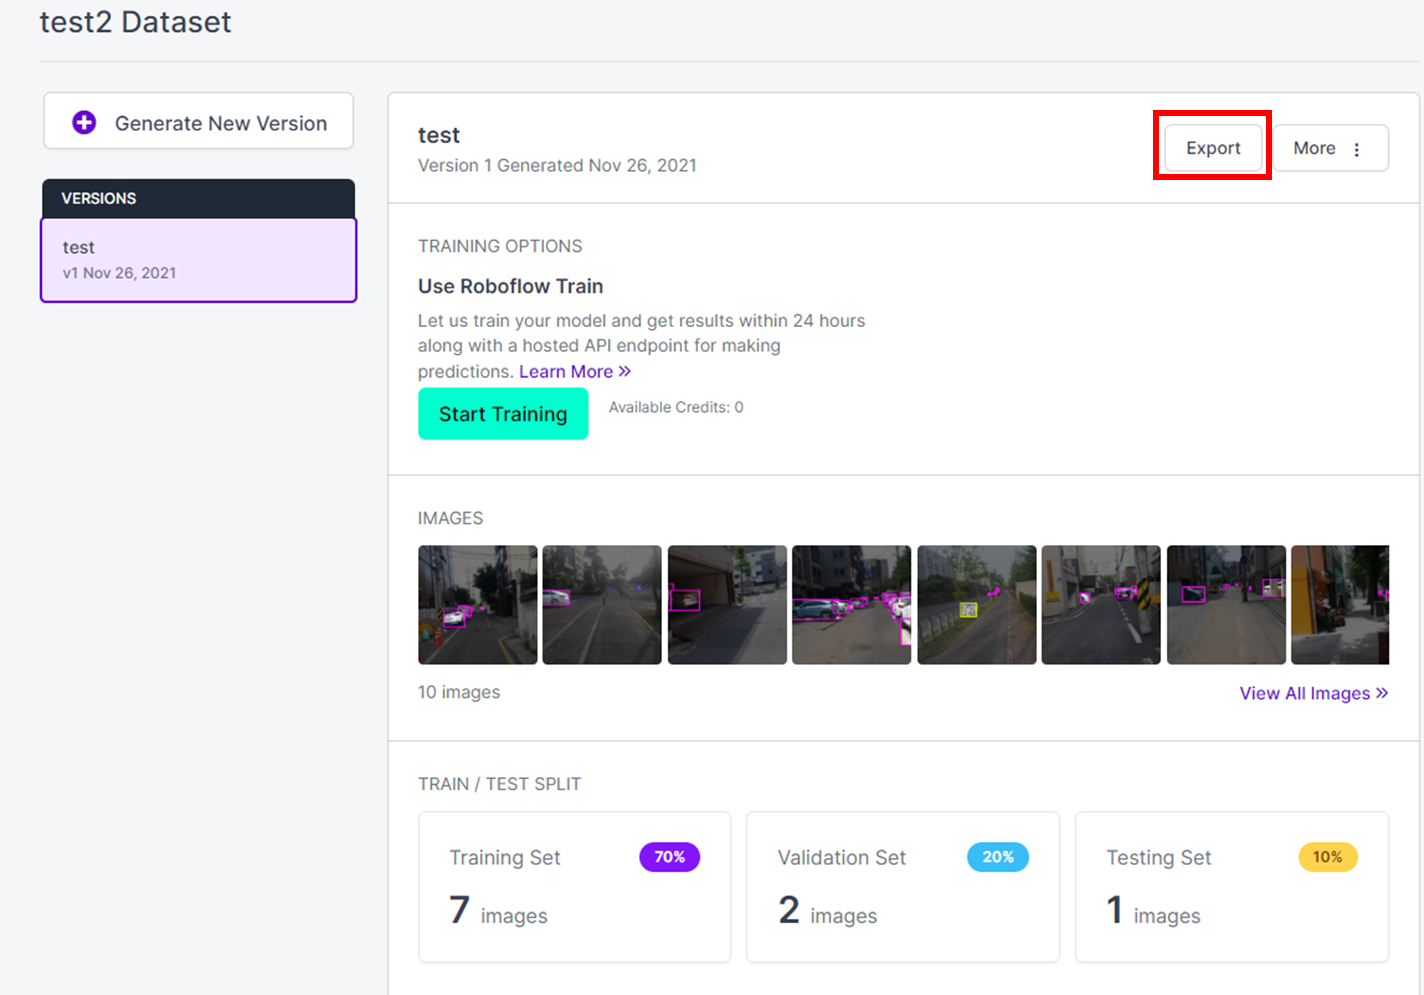 test2 Dataset
Generate New Version
VERSIONS
test
v1 Nov 26, 2021
test
Version 1 Generated Nov 26, 2021
Export
More
TRAINING OPTIONS
Use Roboflow Train
Let us train your model and get results within 24 hours
along with a hosted API endpoint for making
predictions. Learn More »
Start Training
Available Credits: 0
IMAGES
10 images
View All Images »
TRAIN / TEST SPLIT
Training Set
70%
7 images
Validation Set
20%
2 images
Testing Set
10%
1 images